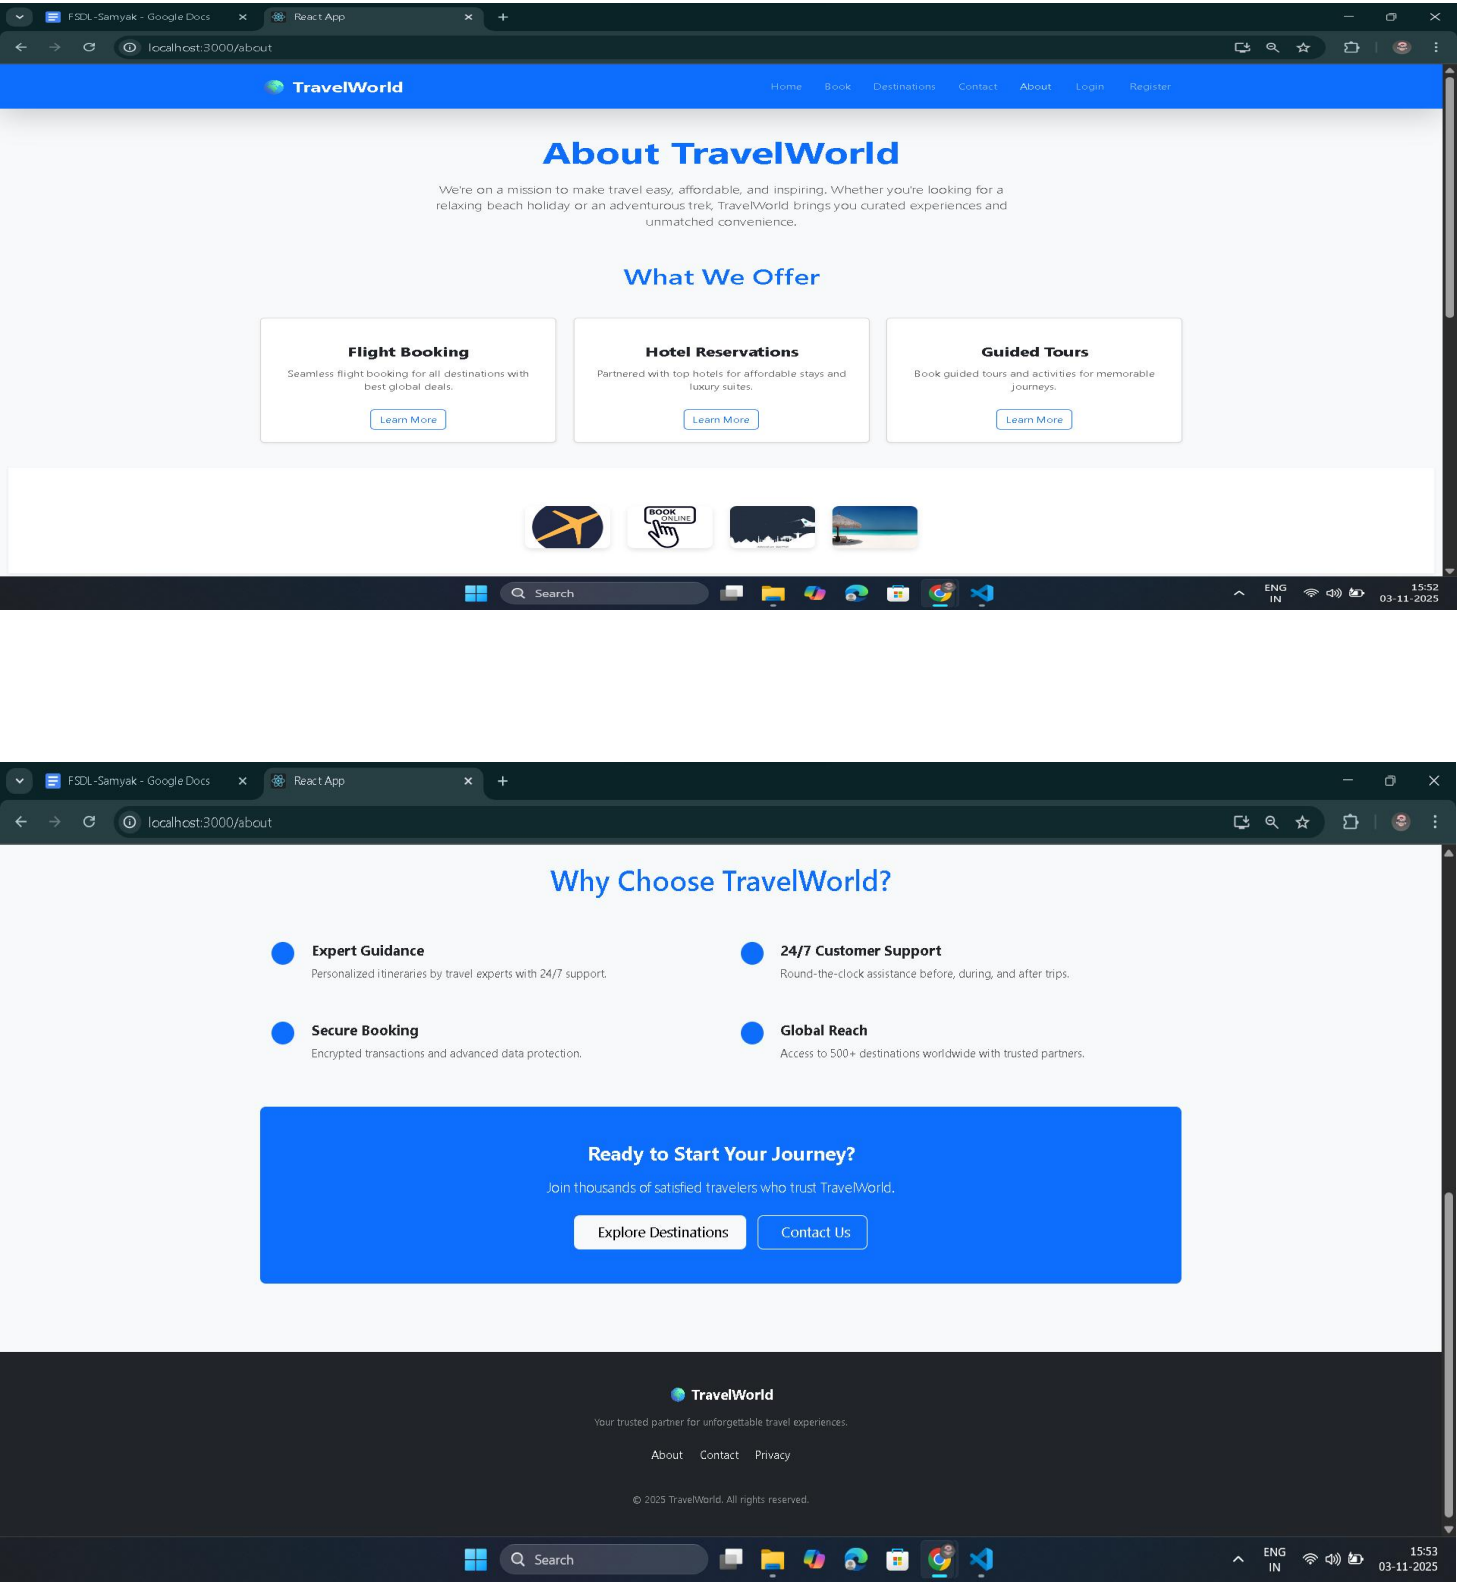 FSDL-Samyak - Google Docs
React App
localhost:3000/about
TravelWorld
Home Book Destinations Contact About Login Register
About TravelWorld
We're on a mission to make travel easy, affordable, and inspiring. Whether you're looking for a
relaxing beach holiday or an adventurous trek, TravelWorld brings you curated experiences and
unmatched convenience.
What We Offer
Flight Booking
Seamless flight booking for all destinations with
best global deals.
Learn More
Hotel Reservations
Partnered with top hotels for affordable stays and
luxury suites.
Learn More
Guided Tours
Book guided tours and activities for memorable
journeys.
Learn More
BOOK
ONLINE
Search
ENG
IN
15:52
03-11-2025
FSDL-Samyak - Google Docs
React App
localhost:3000/about
Why Choose TravelWorld?
Expert Guidance
Personalized itineraries by travel experts with 24/7 support.
24/7 Customer Support
Round-the-clock assistance before, during, and after trips.
Secure Booking
Encrypted transactions and advanced data protection.
Global Reach
Access to 500+ destinations worldwide with trusted partners.
Ready to Start Your Journey?
Join thousands of satisfied travelers who trust TravelWorld.
Explore Destinations
Contact Us
TravelWorld
Your trusted partner for unforgettable travel experiences.
About Contact Privacy
© 2025 TravelWorld. All rights reserved.
Search
ENG
IN
15:53
03-11-2025